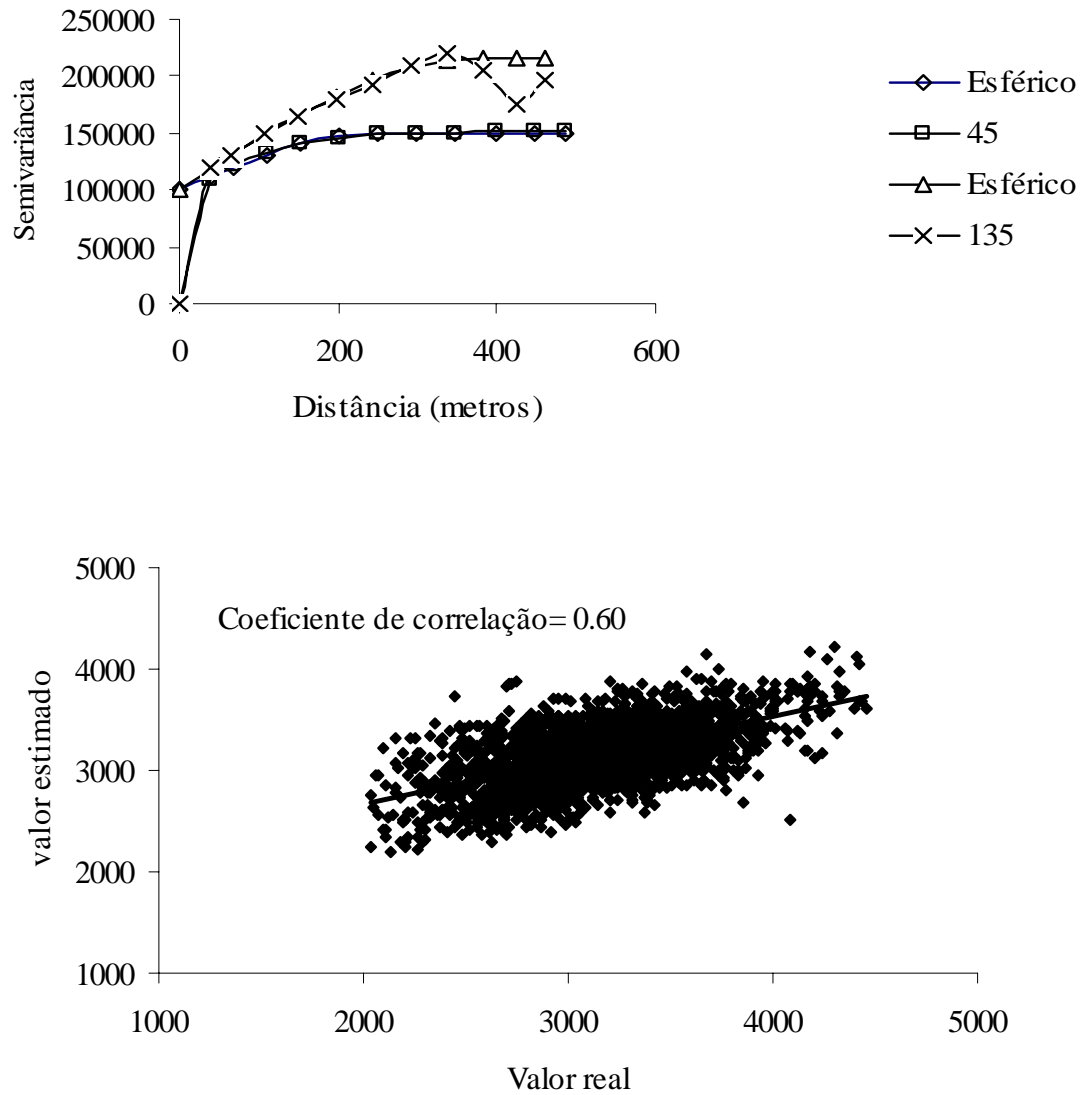 250000
200000
150000
100000
50000
0
Semivariância
0 200 400 600
Distância (metros)
Esférico
45
Esférico
135
5000
4000
3000
2000
1000
valor estimado
Coeficiente de correlação= 0.60
1000 2000 3000 4000 5000
Valor real